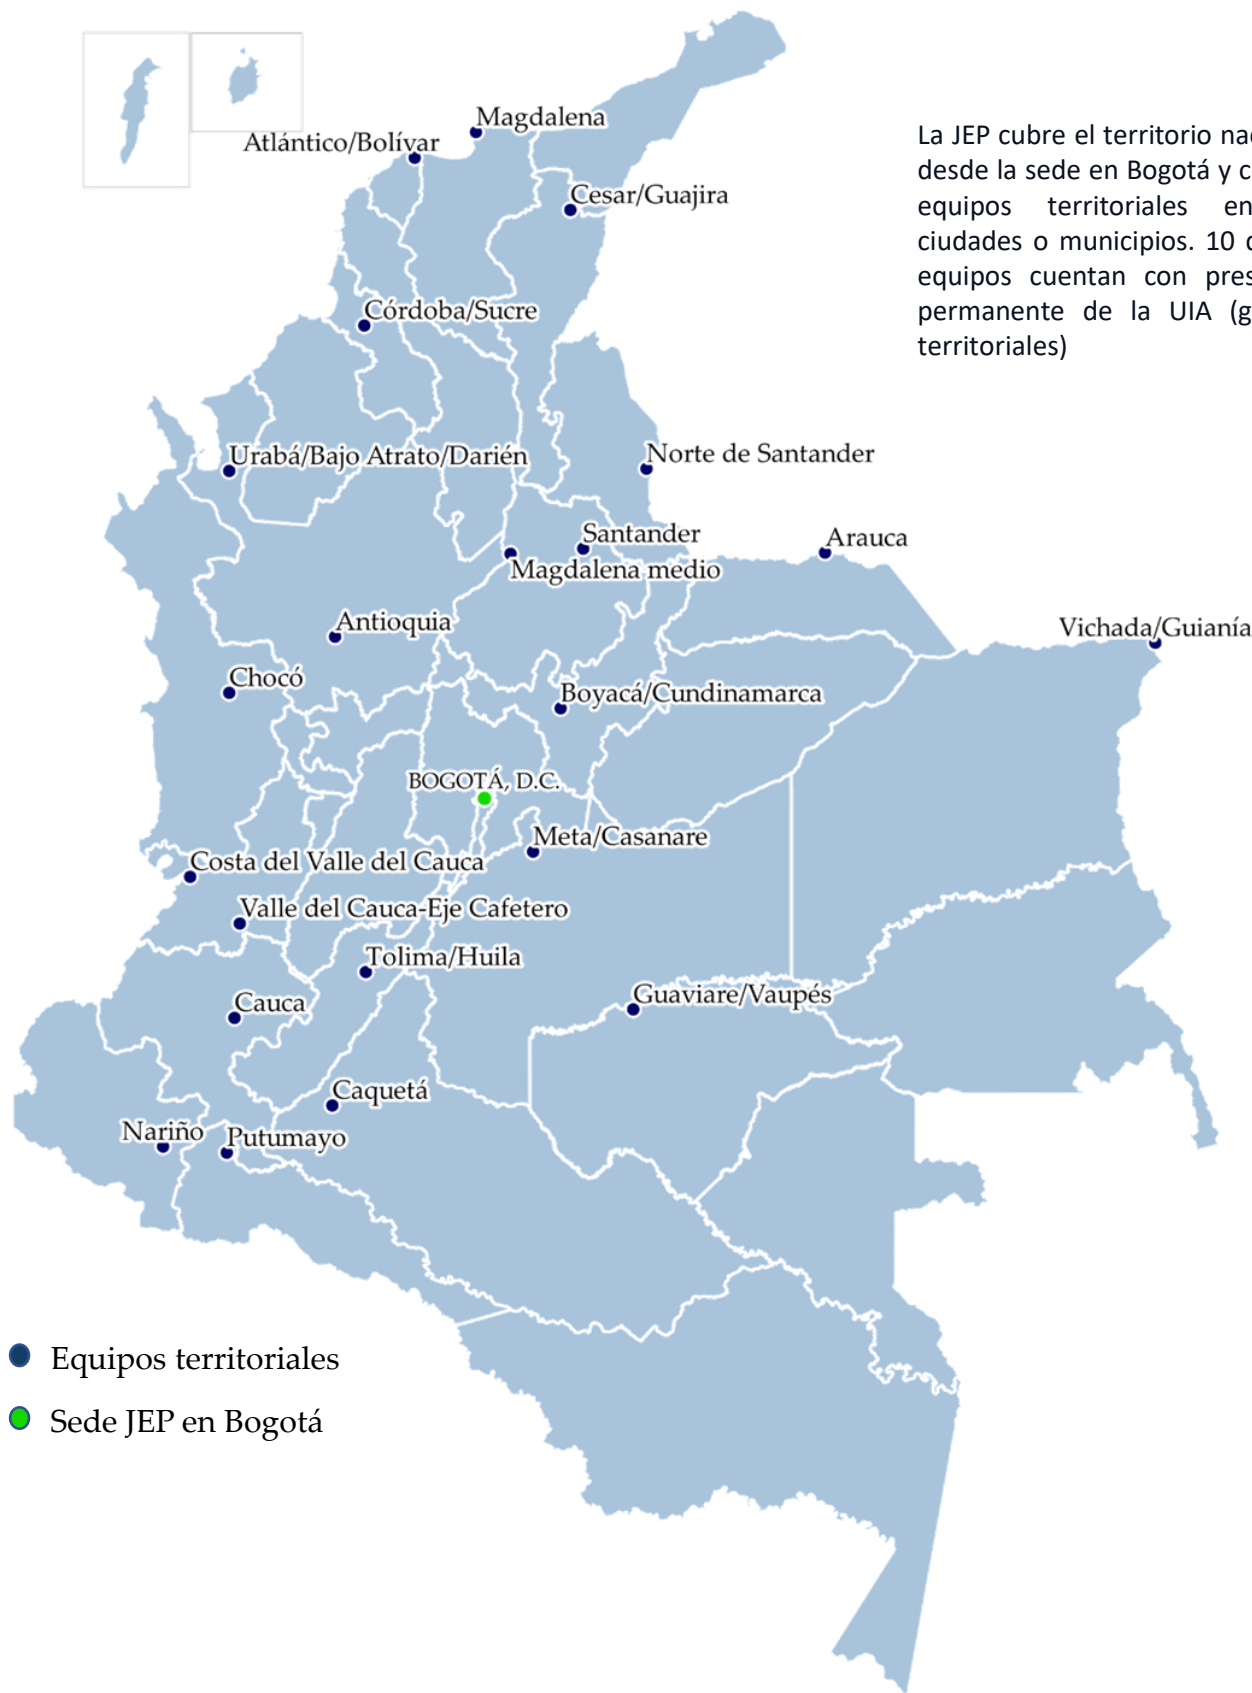 Magdalena
Atlántico/Bolívar
Cesar/Guajira
La JEP cubre el territorio
desde la sede en Bogotá y
equipos territoriales en
ciudades o municipios. 10
equipos cuentan con
permanente de la UIA
territoriales)
Córdoba/Sucre
Urabá/Bajo Atrato/Darién
Norte de Santander
Santander
Arauca
Magdalena medio
Antioquia
Vichada/Guianía
Chocó
Boyacá/Cundinamarca
BOGOTÁ, D.C.
Meta/Casanare
Costa del Valle del Cauca
Valle del Cauca-Eje Cafetero
Tolima/Huila
Guaviare/Vaupés
Cauca
Caquetá
Nariño
Putumayo
Equipos territoriales
Sede JEP en Bogotá